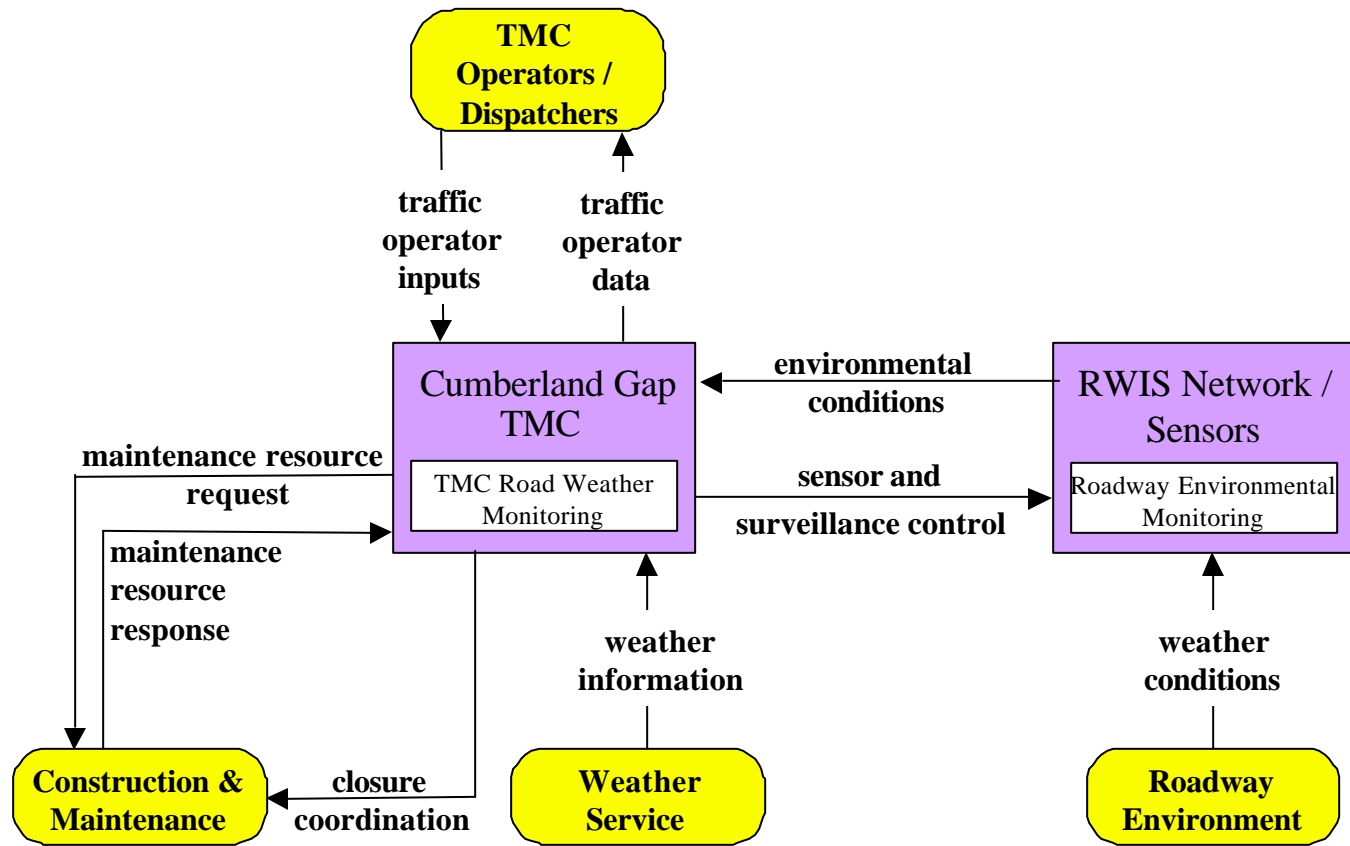 TMC
Operators /
Dispatchers
traffic
operator
inputs
traffic
operator
data
Cumberland Gap
TMC
TMC Road Weather
Monitoring
environmental
conditions
RWIS Network /
Sensors
Roadway Environmental
Monitoring
sensor and
surveillance control
maintenance resource
request
maintenance
resource
response
weather
information
weather
conditions
Construction &
Maintenance
closure
coordination
Weather
Service
Roadway
Environment